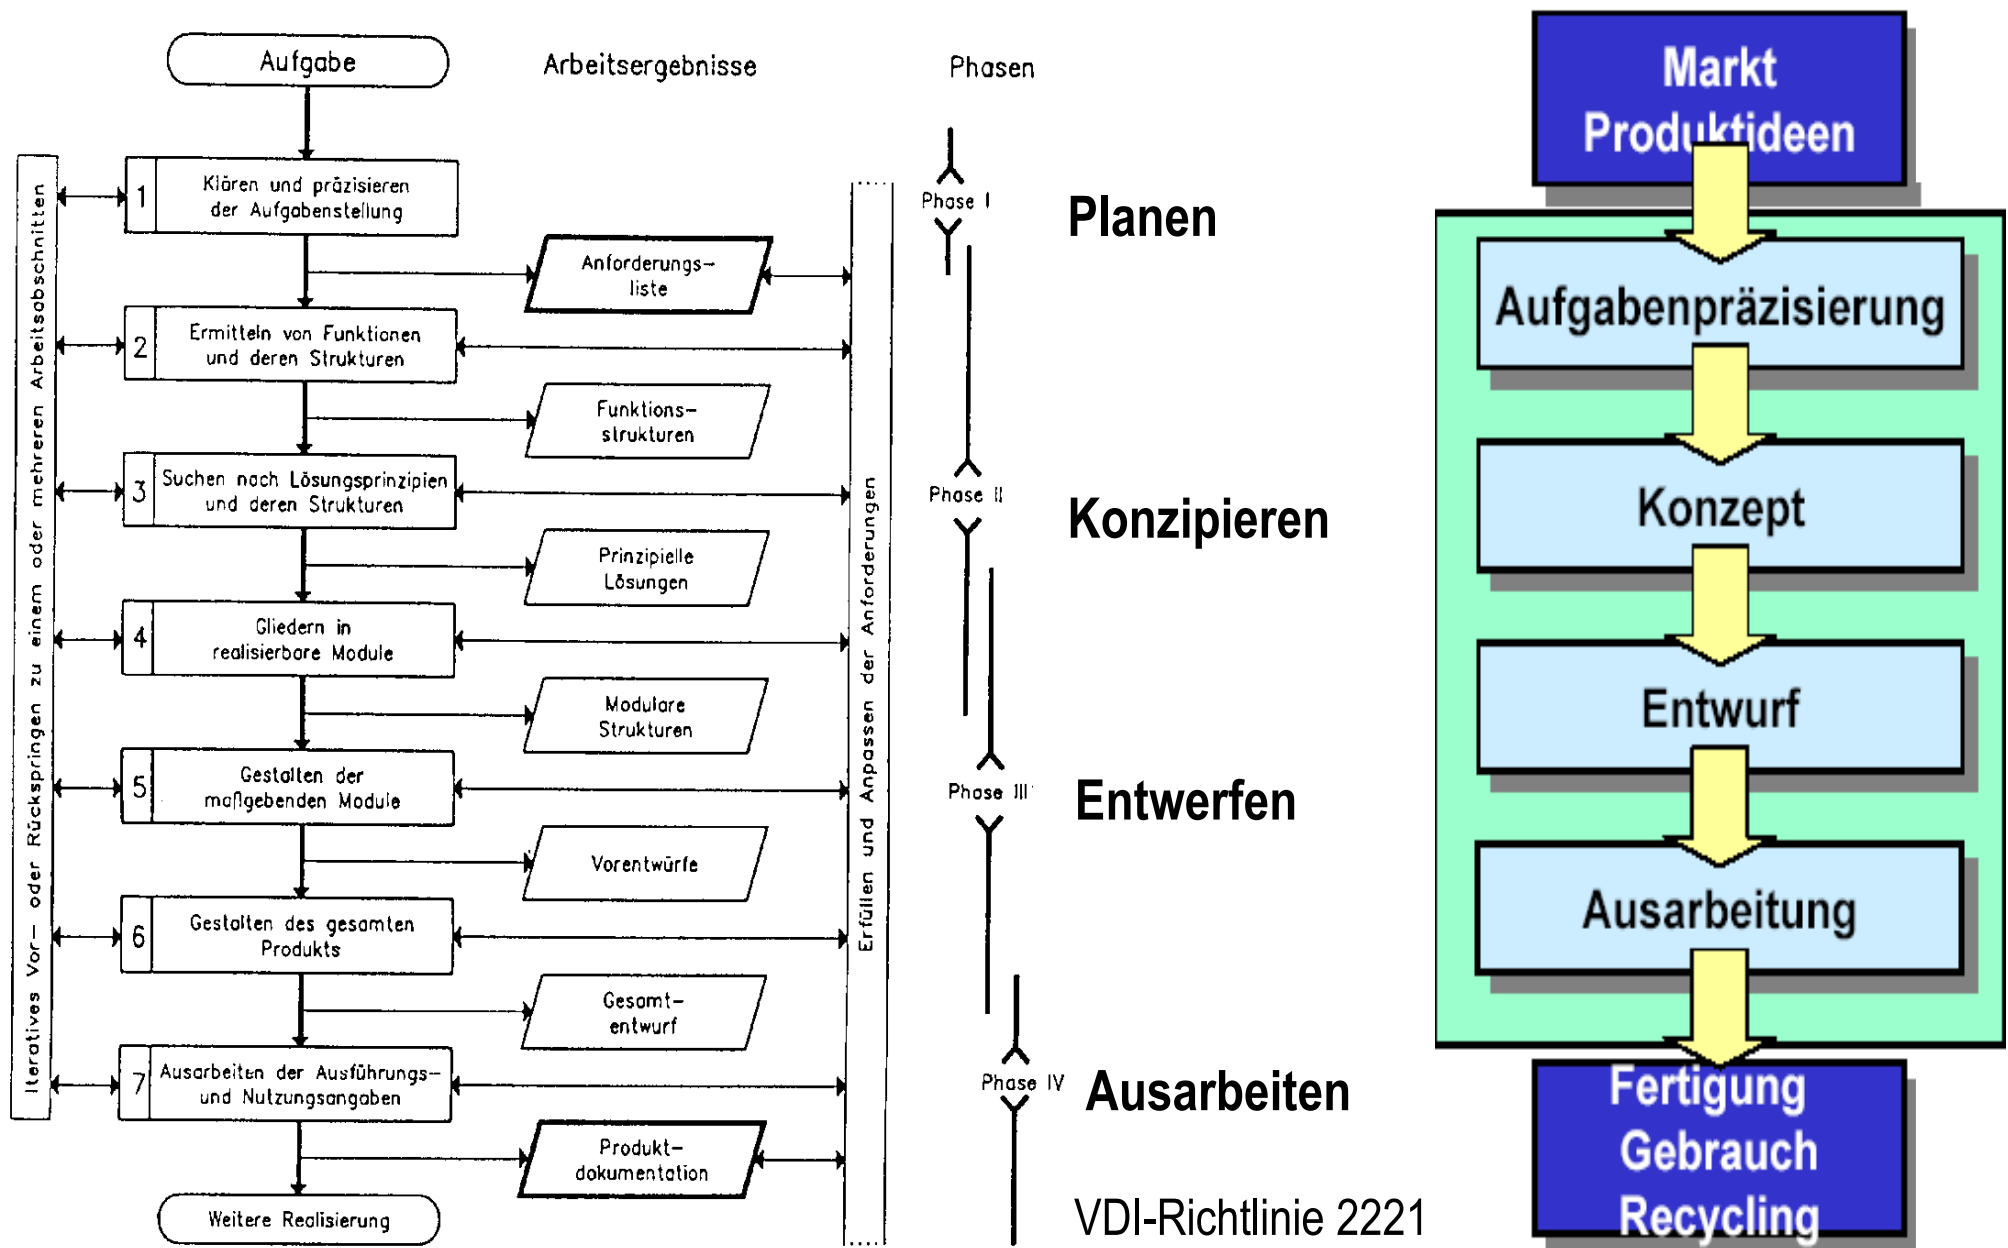 Aufgabe
Arbeitsergebnisse
Phasen
Iteratives Vor- oder Rückspringen zu einem oder mehreren Arbeitsabschnitten
1
Klären und präzisieren
der Aufgabenstellung
Anforderungs-
liste
2
Ermitteln von Funktionen
und deren Strukturen
Funktions-
strukturen
3
Suchen nach Lösungsprinzipien
und deren Strukturen
Prinzipielle
Lösungen
4
Gliedern in
realisierbare Module
Modulare
Strukturen
5
Gestalten der
maßgebenden Module
Vorentwürfe
6
Gestalten des gesamten
Produkts
Gesamt-
entwurf
7
Ausarbeiten der Ausführungs-
und Nutzungsangaben
Produkt-
dokumentation
Weitere Realisierung
Erfüllen und Anpassen der Anforderungen
Phase I
Planen
Phase II
Konzipieren
Phase III
Entwerfen
Phase IV
Ausarbeiten
VDI-Richtlinie 2221
Markt
Produktideen
Aufgabenpräzisierung
Konzept
Entwurf
Ausarbeitung
Fertigung
Gebrauch
Recycling